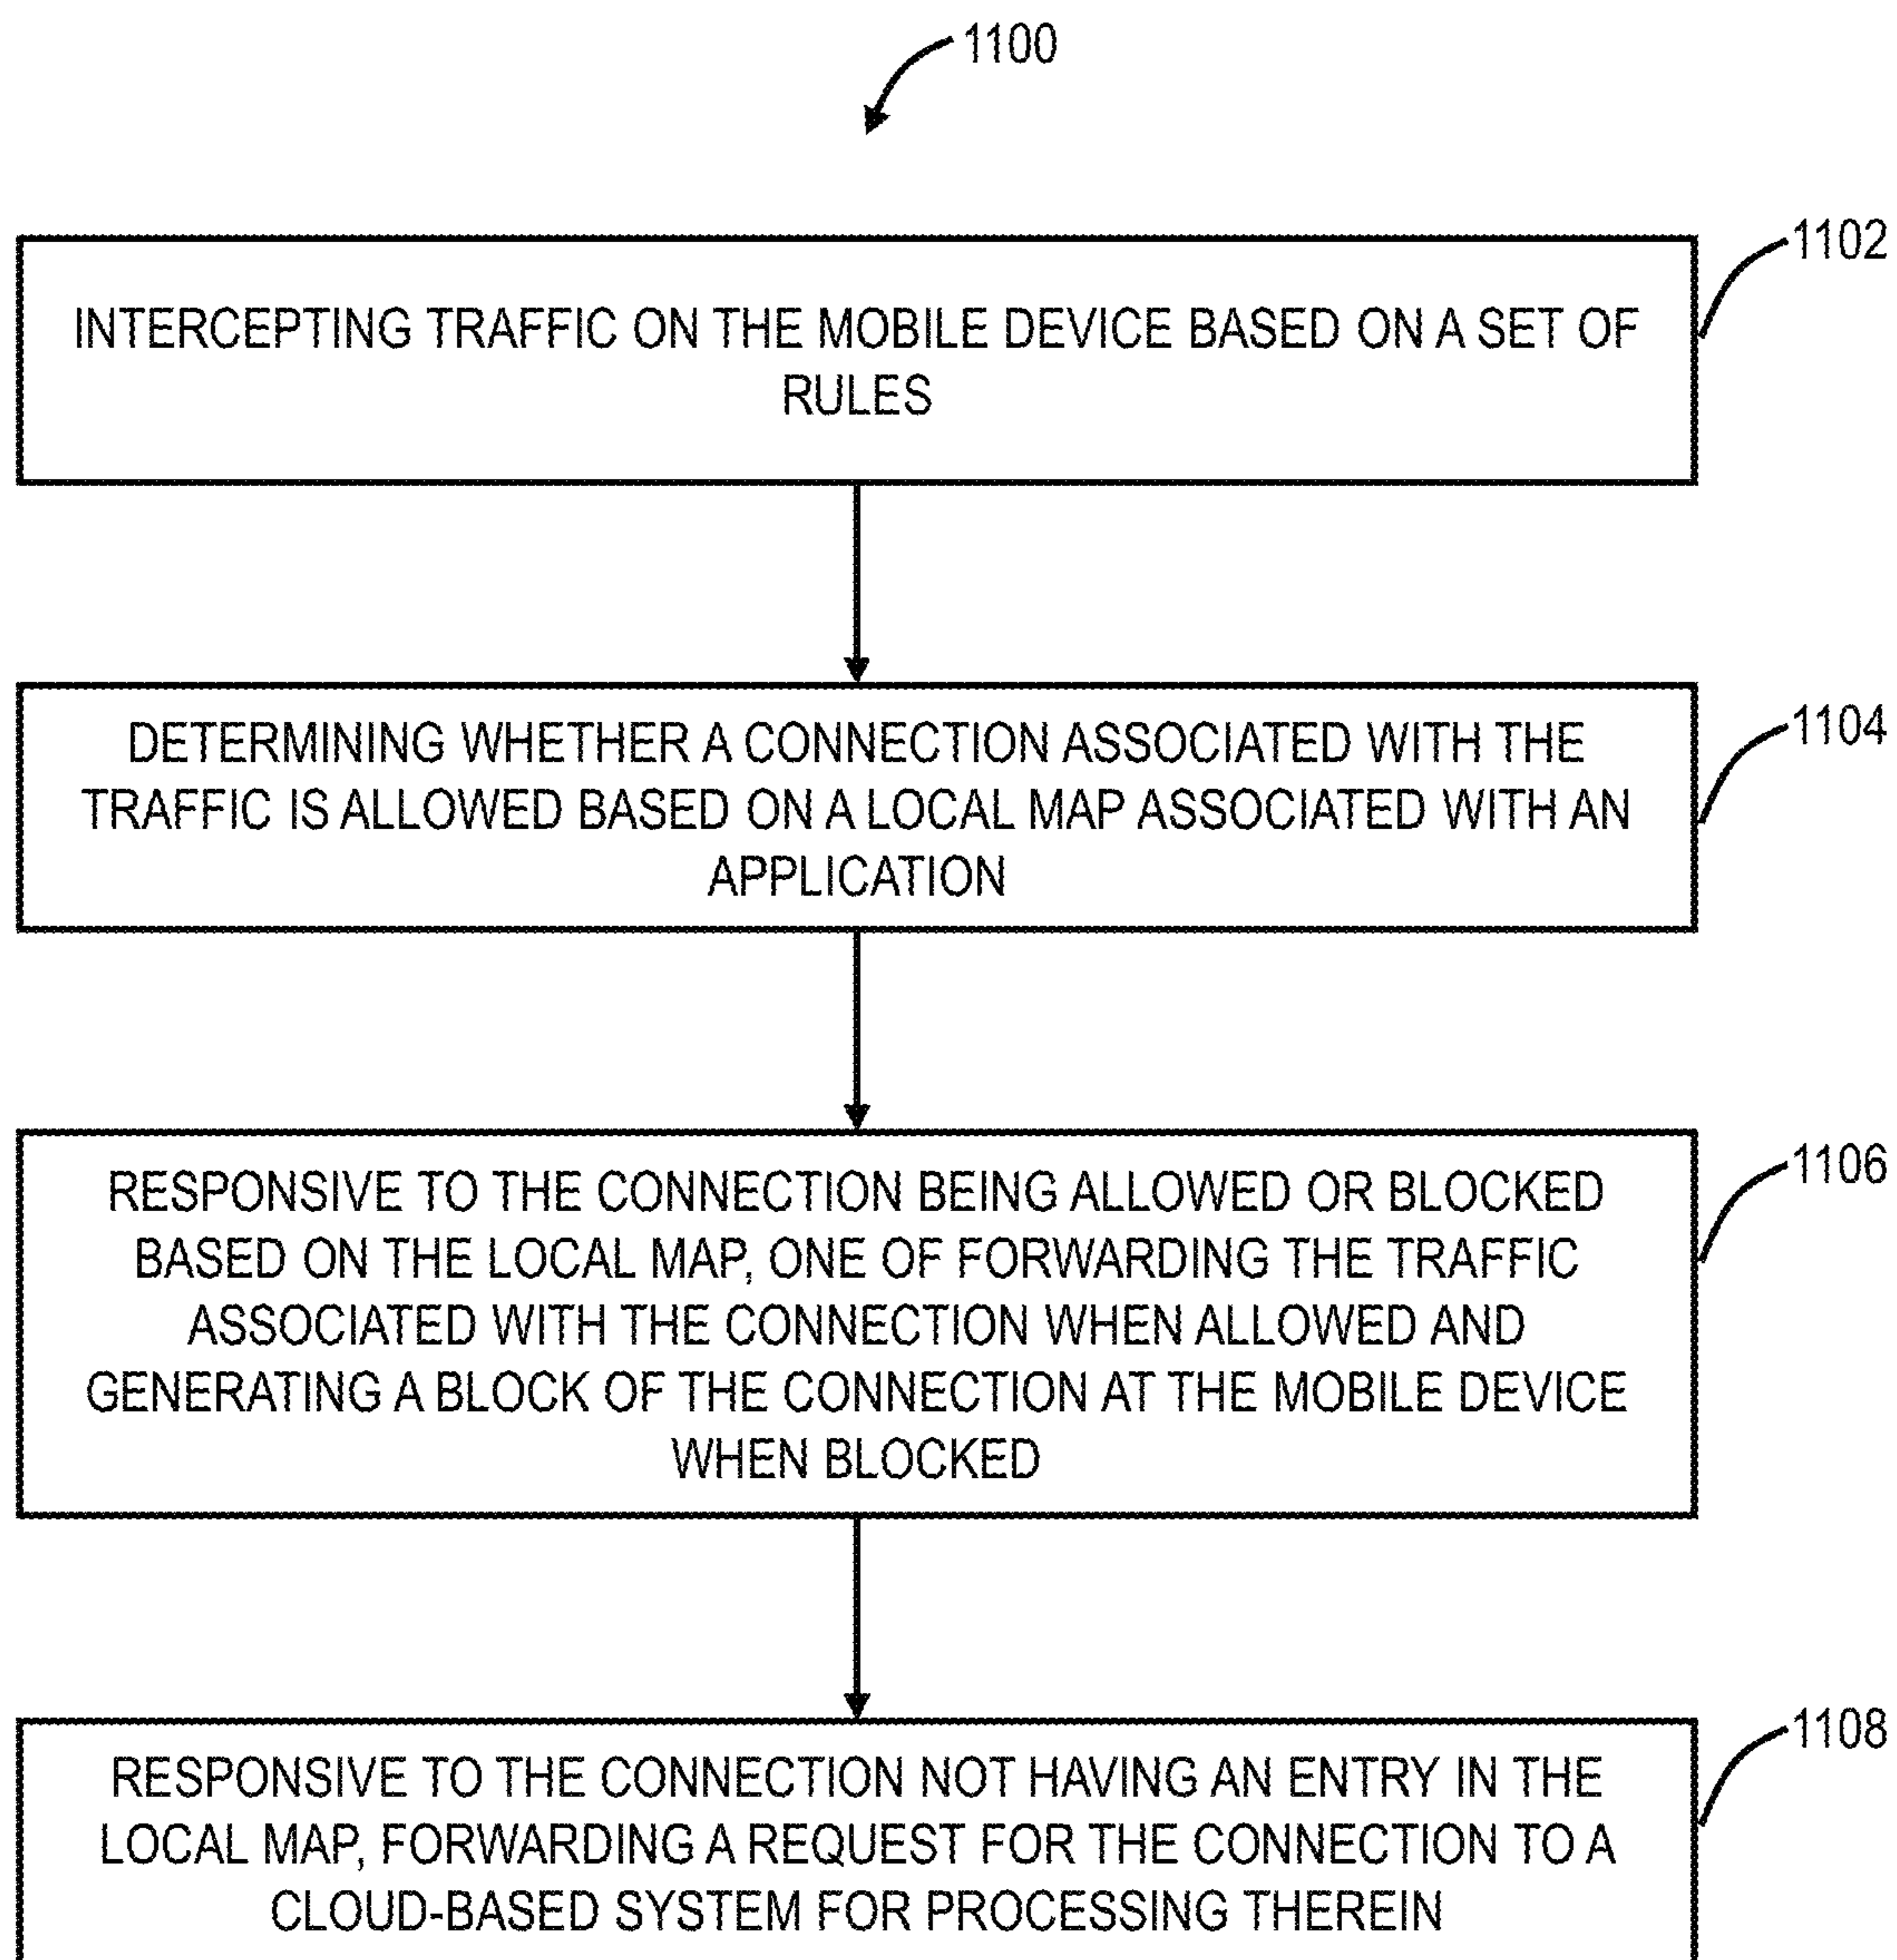 1100
1102
INTERCEPTING TRAFFIC ON THE MOBILE DEVICE BASED ON A SET OF
RULES
1104
DETERMINING WHETHER A CONNECTION ASSOCIATED WITH THE
TRAFFIC IS ALLOWED BASED ON A LOCAL MAP ASSOCIATED WITH AN
APPLICATION
1106
RESPONSIVE TO THE CONNECTION BEING ALLOWED OR BLOCKED
BASED ON THE LOCAL MAP, ONE OF FORWARDING THE TRAFFIC
ASSOCIATED WITH THE CONNECTION WHEN ALLOWED AND
GENERATING A BLOCK OF THE CONNECTION AT THE MOBILE DEVICE
WHEN BLOCKED
1108
RESPONSIVE TO THE CONNECTION NOT HAVING AN ENTRY IN THE
LOCAL MAP, FORWARDING A REQUEST FOR THE CONNECTION TO A
CLOUD-BASED SYSTEM FOR PROCESSING THEREIN